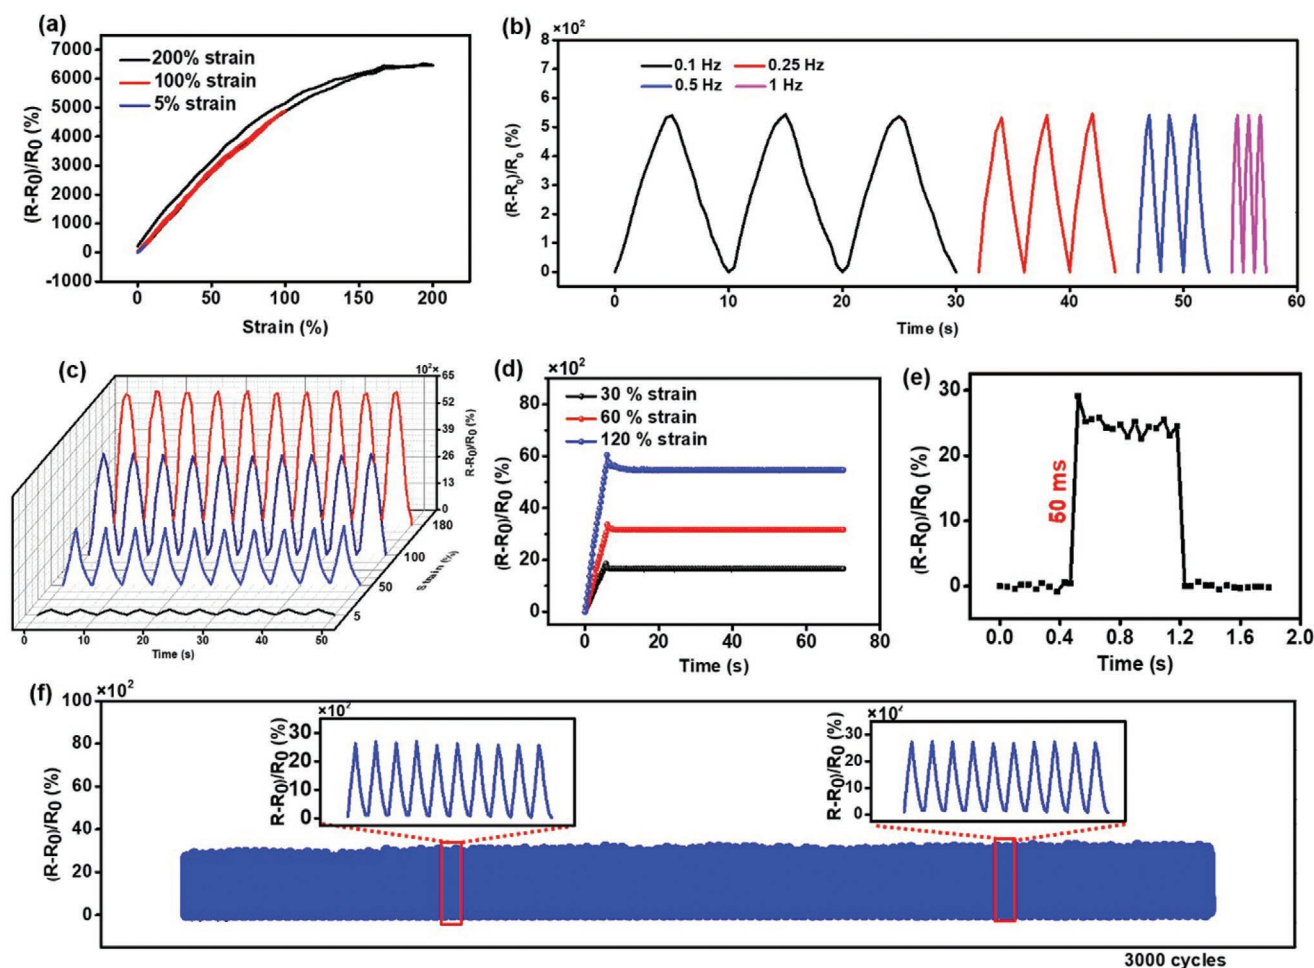 (a)
7000
6000
5000
4000
3000
2000
1000
0
-1000
(R-R0)/R0 (%)
200% strain
100% strain
5% strain
0 50 100 150 200
Strain (%)
(b)
×10²
8
6
4
2
0
(R-R₀)/R₀ (%)
0.1 Hz 0.25 Hz
0.5 Hz 1 Hz
0 10 20 30 40 50 60
Time (s)
(c)
10²×
65
52
39
26
13
0
R-R0)/R0 (%)
180
100
50
5
Strain (%)
0 10 20 30 40 50
Time (s)
(d)
×10²
80
60
40
20
0
(R-R0)/R0 (%)
30 % strain
60 % strain
120 % strain
0 20 40 60 80
Time (s)
(e)
30
20
10
0
(R-R0)/R0 (%)
50 ms
0.0 0.4 0.8 1.2 1.6 2.0
Time (s)
(f)
×10²
100
80
60
40
20
0
(R-R0)/R0 (%)
×10²
30
20
10
0
R-R0)/R0 (%)
×10²
30
20
10
0
R-R0)/R0 (%)
3000 cycles